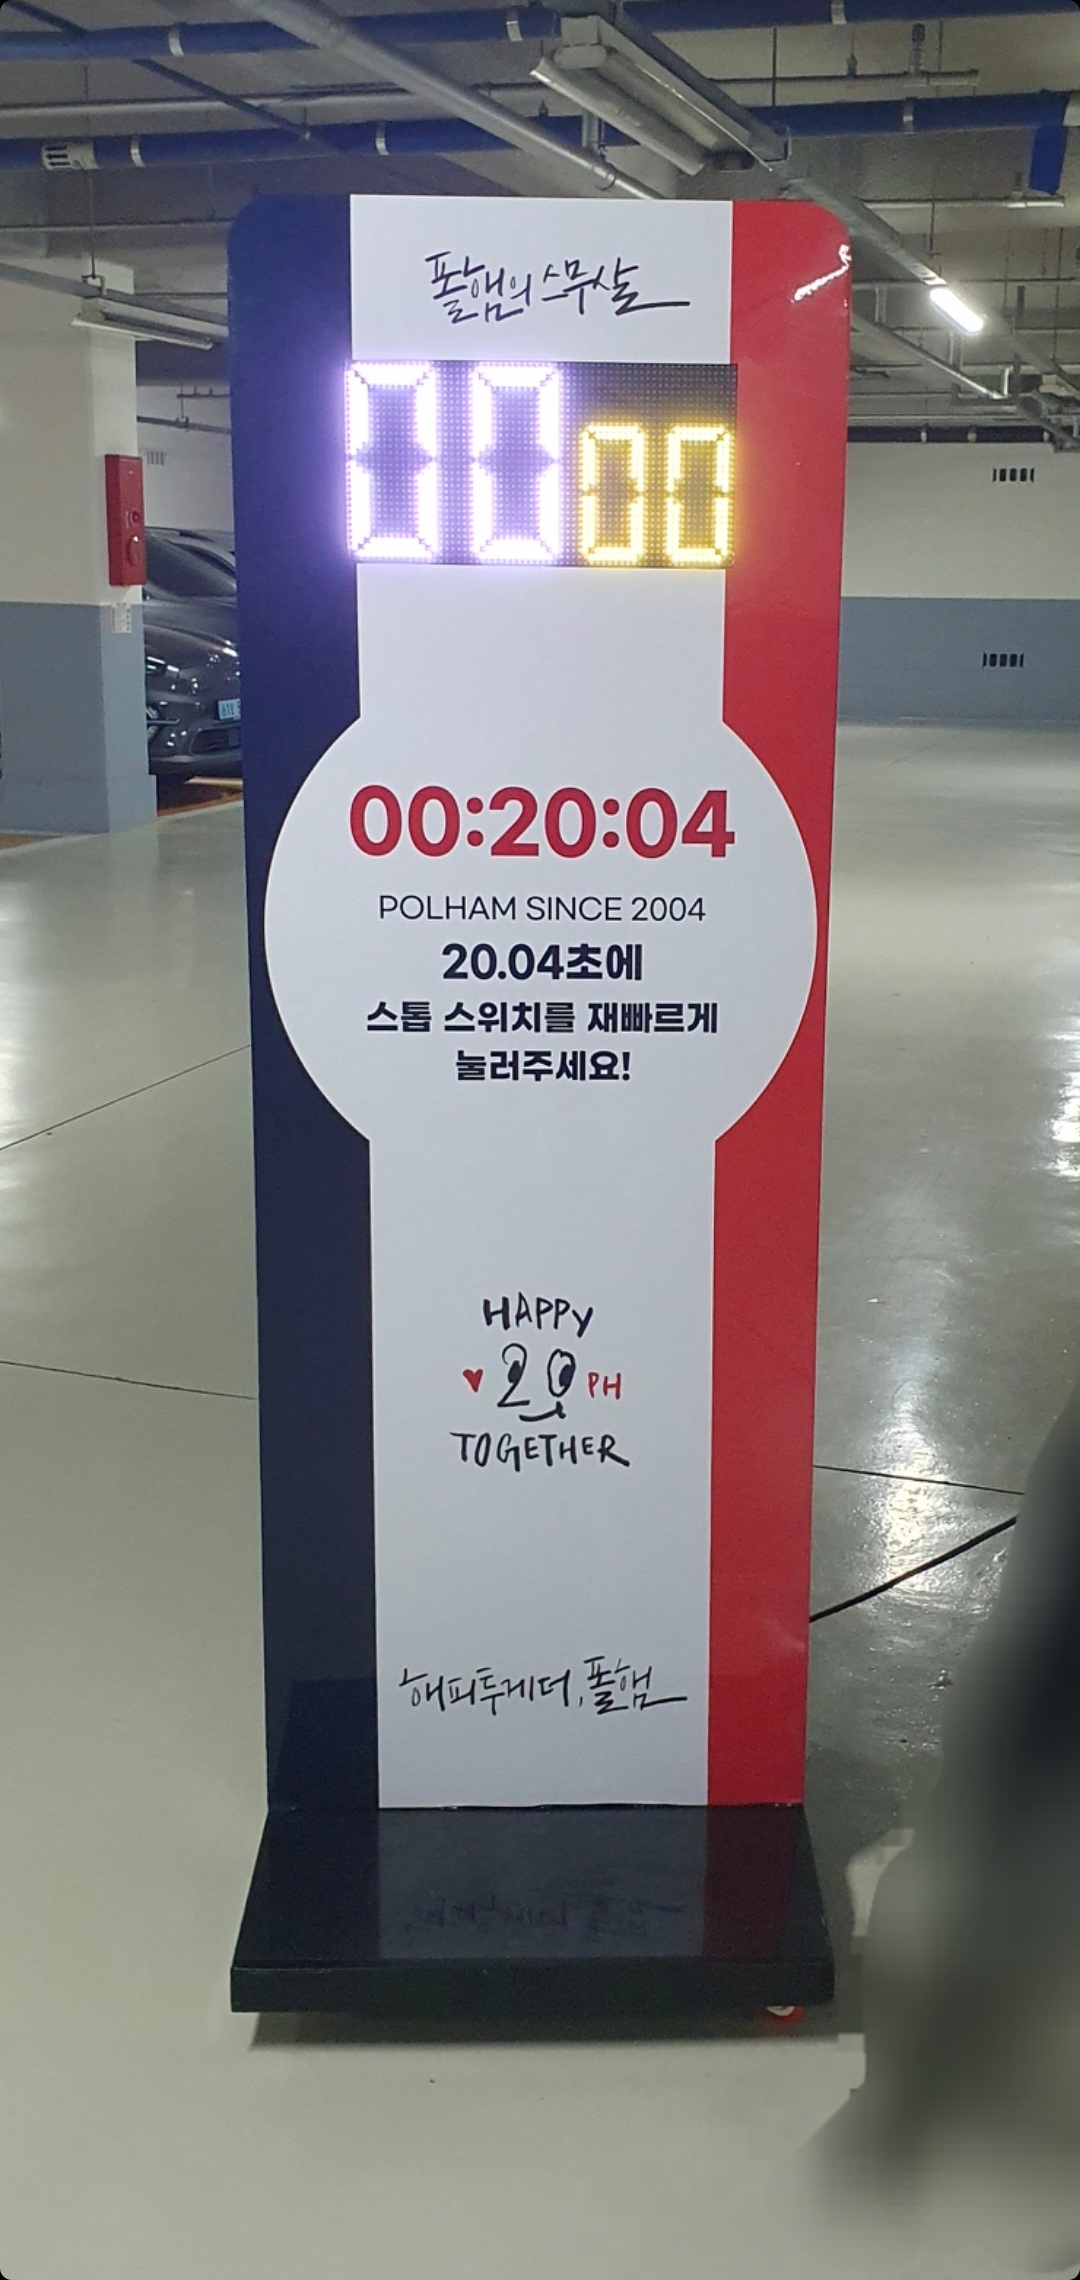 폴햄의 스무살
00 00
00:20:04
POLHAM SINCE 2004
20.04초에
스톱 스위치를 재빠르게
눌러주세요!
HAPPY
♥ 20 PH
TOGETHER
해피투게더, 폴햄